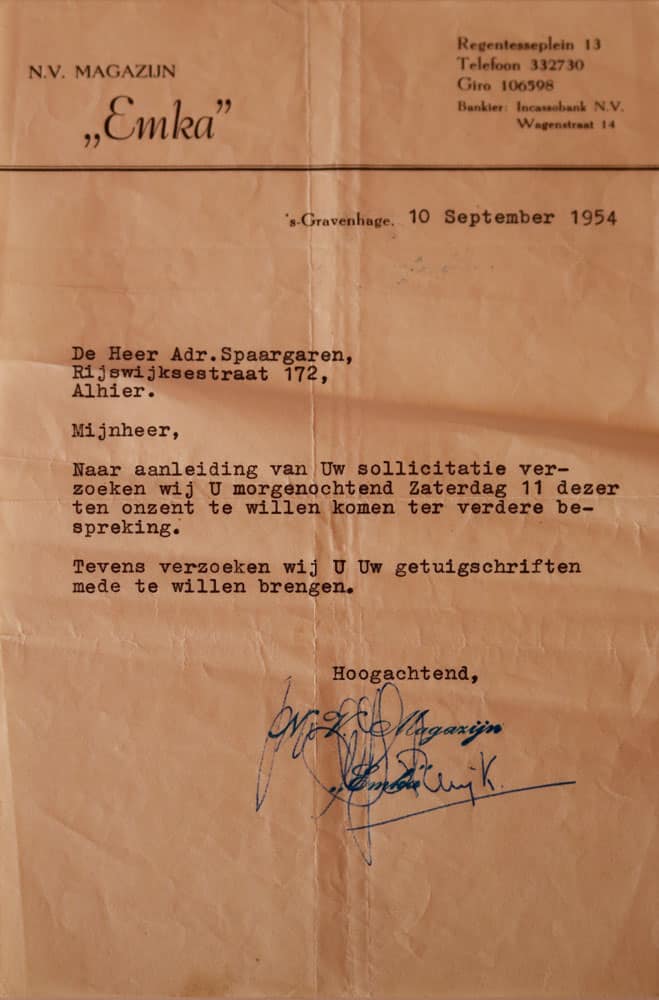 N.V. MAGAZIJN
„Emka”
Regentesseplein 13
Telefoon 332730
Giro 106598
Bankier: Incassobank N.V.
Wagenstraat 14
's-Gravenhage, 10 September 1954
De Heer Adr.Spaargaren,
Rijswijksestraat 172,
Alhier.
Mijnheer,
Naar aanleiding van Uw sollicitatie ver-
zoeken wij U morgenochtend Zaterdag 11 dezer
ten onzent te willen komen ter verdere be-
spreking.
Tevens verzoeken wij U Uw getuigschriften
mede te willen brengen.
Hoogachtend,
N.V. Magazijn
„Emka”